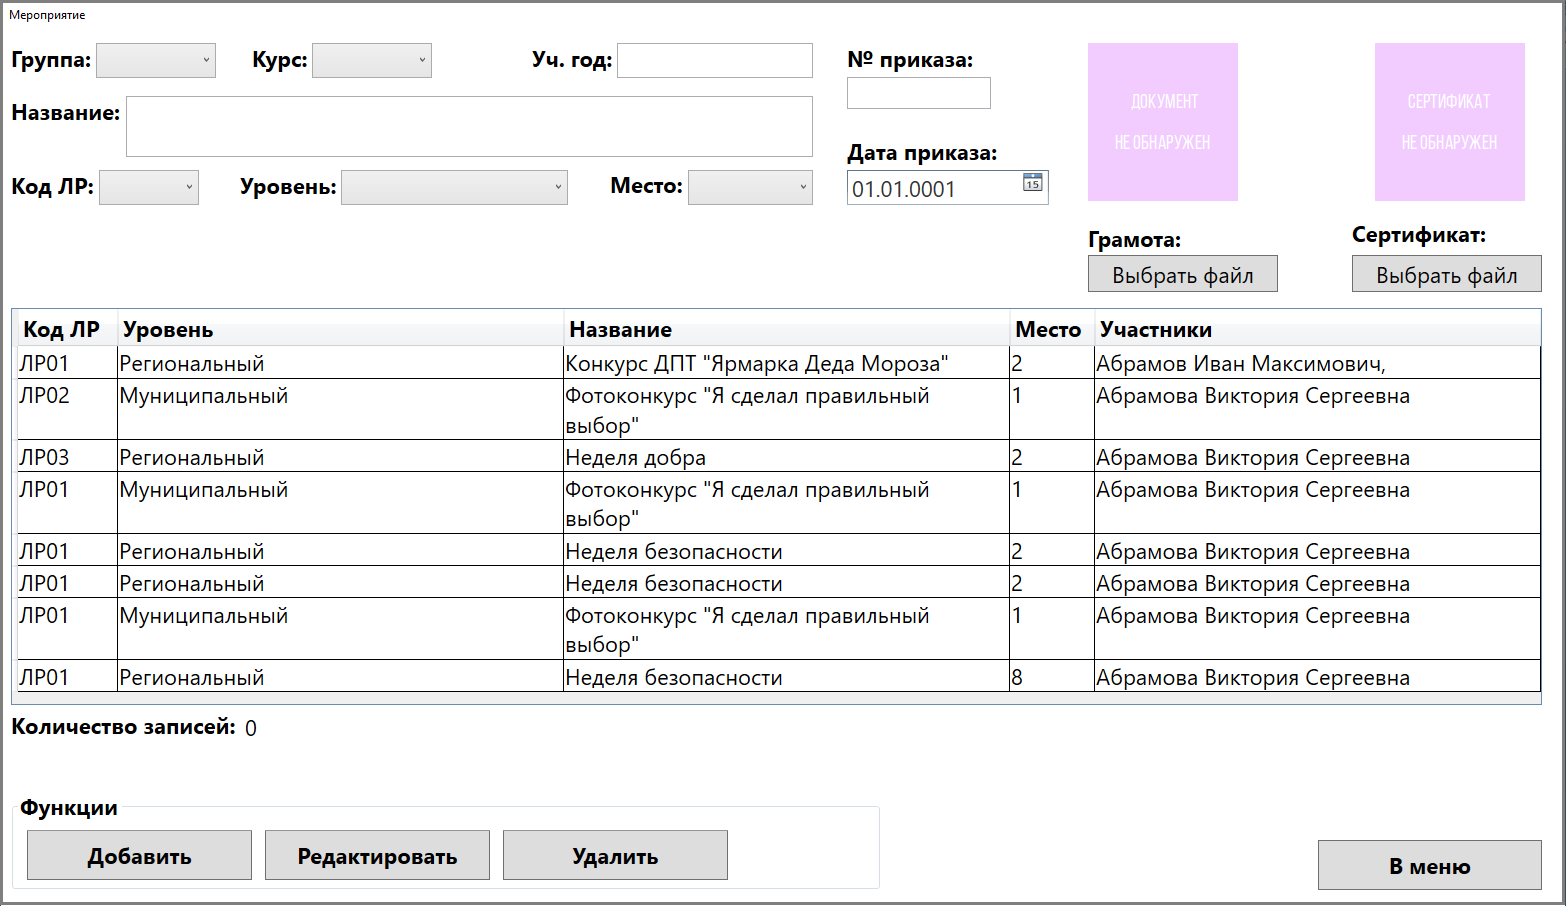 Мероприятие
Группа: Курс: Уч. год: № приказа:
ДОКУМЕНТ
НЕ ОБНАРУЖЕН
СЕРТИФИКАТ
НЕ ОБНАРУЖЕН
Название:
Дата приказа:
Код ЛР: Уровень: Место: 01.01.0001 15
Грамота: Сертификат:
Выбрать файл Выбрать файл
Код ЛР Уровень Название Место Участники
ЛР01 Региональный Конкурс ДПТ "Ярмарка Деда Мороза" 2 Абрамов Иван Максимович,
ЛР02 Муниципальный Фотоконкурс "Я сделал правильный 1 Абрамова Виктория Сергеевна
выбор"
ЛР03 Региональный Неделя добра 2 Абрамова Виктория Сергеевна
ЛР01 Муниципальный Фотоконкурс "Я сделал правильный 1 Абрамова Виктория Сергеевна
выбор"
ЛР01 Региональный Неделя безопасности 2 Абрамова Виктория Сергеевна
ЛР01 Региональный Неделя безопасности 2 Абрамова Виктория Сергеевна
ЛР01 Муниципальный Фотоконкурс "Я сделал правильный 1 Абрамова Виктория Сергеевна
выбор"
ЛР01 Региональный Неделя безопасности 8 Абрамова Виктория Сергеевна
Количество записей: 0
Функции
Добавить Редактировать Удалить В меню